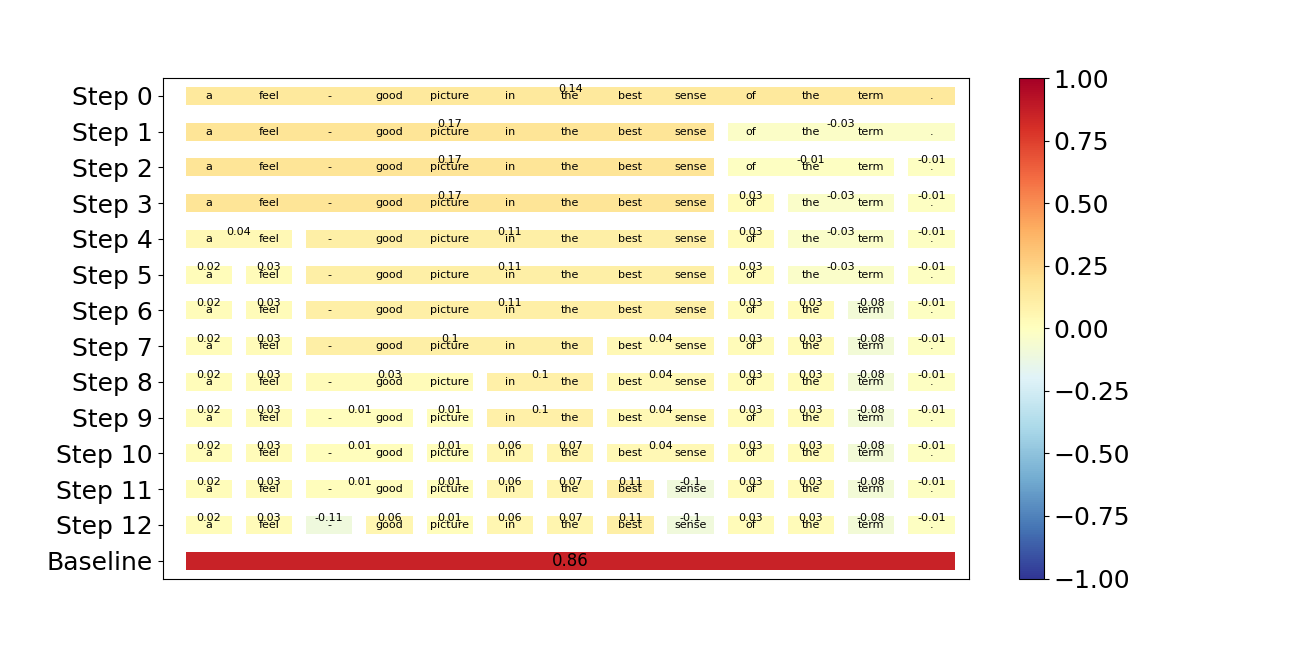 0.14
Step 0 a feel - good picture in the best sense of the term . 1.00
0.17 -0.03
Step 1 a feel - good picture in the best sense of the term . 0.75
0.17 -0.01 -0.01
Step 2 a feel - good picture in the best sense of the term .
0.17 0.03 -0.03 -0.01
Step 3 a feel - good picture in the best sense of the term . 0.50
0.04 0.11 0.03 -0.03 -0.01
Step 4 a feel - good picture in the best sense of the term .
0.02 0.03 0.11 0.03 -0.03 -0.01
Step 5 a feel - good picture in the best sense of the term . 0.25
0.02 0.03 0.11 0.03 0.03 -0.08 -0.01
Step 6 a feel - good picture in the best sense of the term . 0.00
0.02 0.03 0.1 0.04 0.03 0.03 -0.08 -0.01
Step 7 a feel - good picture in the best sense of the term .
0.02 0.03 0.03 0.1 0.04 0.03 0.03 -0.08 -0.01
Step 8 a feel - good picture in the best sense of the term . −0.25
0.02 0.03 0.01 0.01 0.1 0.04 0.03 0.03 -0.08 -0.01
Step 9 a feel - good picture in the best sense of the term .
0.02 0.03 0.01 0.01 0.06 0.07 0.04 0.03 0.03 -0.08 -0.01
Step 10 a feel - good picture in the best sense of the term . −0.50
0.02 0.03 0.01 0.01 0.06 0.07 0.11 -0.1 0.03 0.03 -0.08 -0.01
Step 11 a feel - good picture in the best sense of the term .
0.02 0.03 -0.11 0.06 0.01 0.06 0.07 0.11 -0.1 0.03 0.03 -0.08 -0.01
Step 12 a feel - good picture in the best sense of the term . −0.75
Baseline 0.86 −1.00